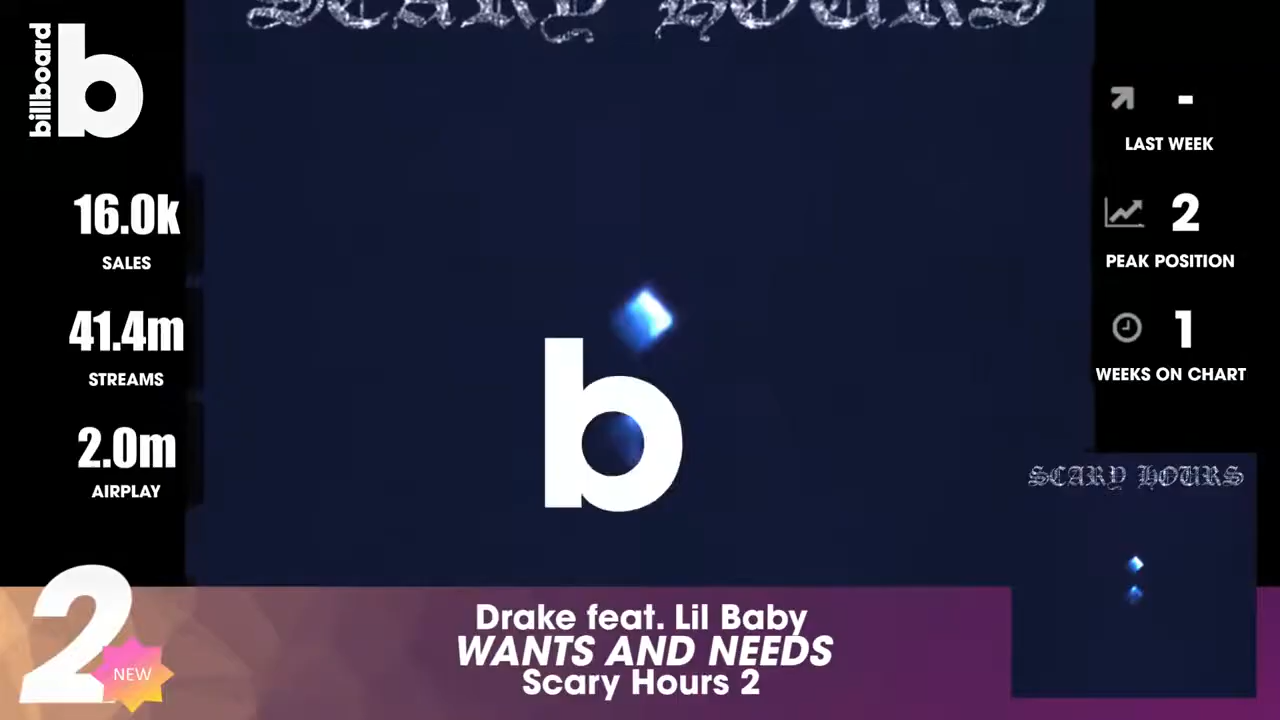 SCARY HOURS
billboard
b
16.0k
SALES
41.4m
STREAMS
2.0m
AIRPLAY
-
LAST WEEK
2
PEAK POSITION
1
WEEKS ON CHART
b
SCARY HOURS
2
NEW
Drake feat. Lil Baby
WANTS AND NEEDS
Scary Hours 2